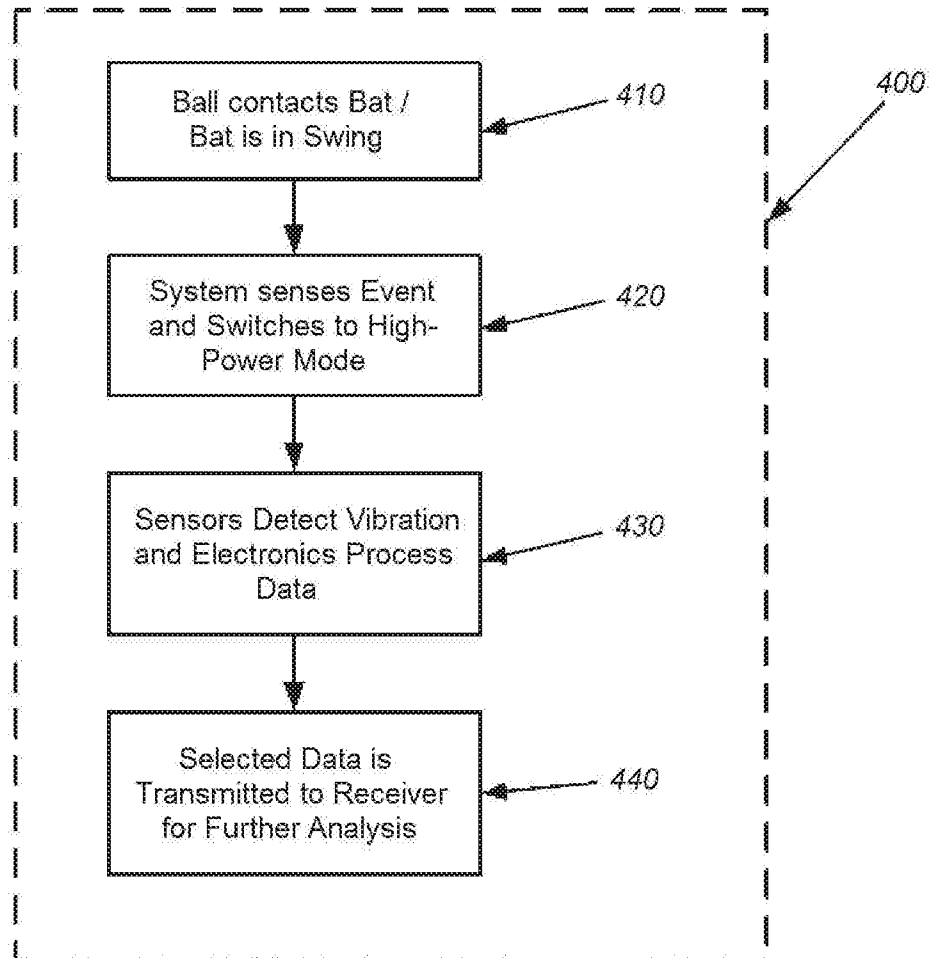 Ball contacts Bat /
Bat is in Swing
410
400
System senses Event
and Switches to High-
Power Mode
420
Sensors Detect Vibration
and Electronics Process
Data
430
Selected Data is
Transmitted to Receiver
for Further Analysis
440